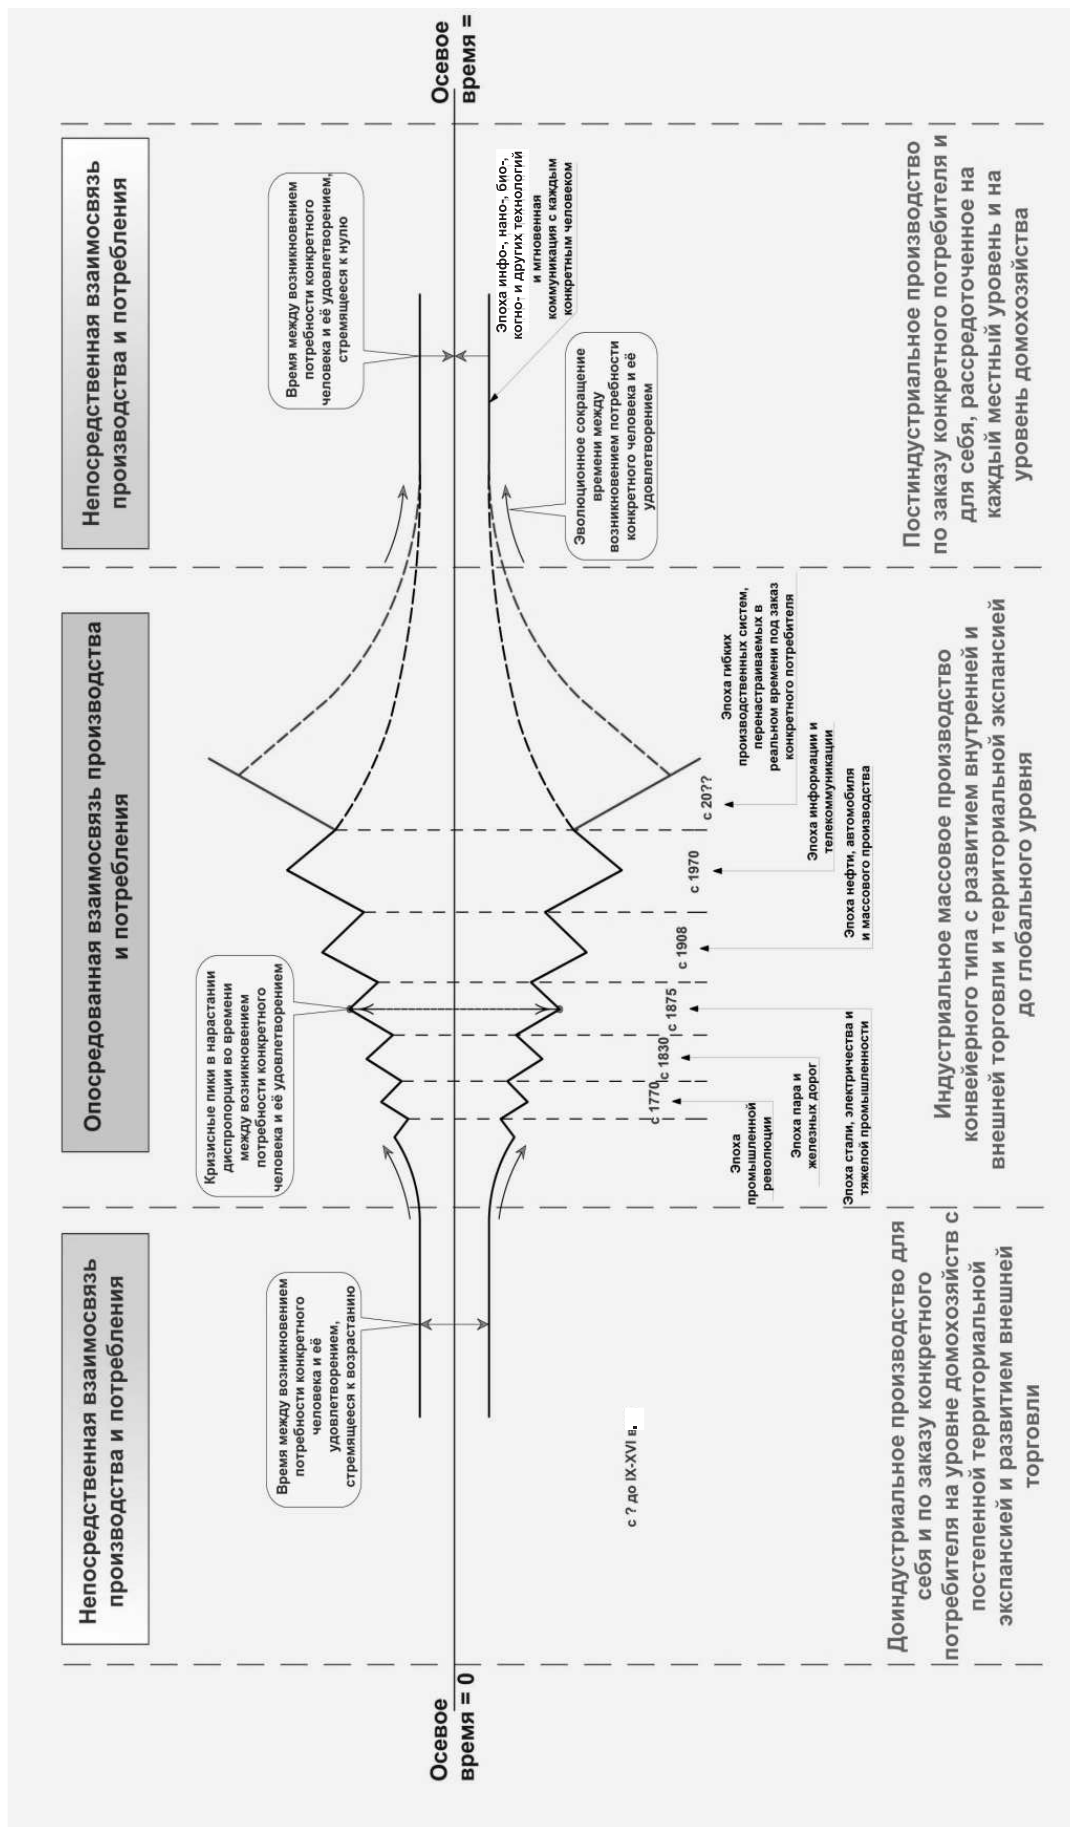 Непосредственная взаимосвязь
производства и потребления
Опосредованная взаимосвязь производства
и потребления
Непосредственная взаимосвязь
производства и потребления
Время между возникновением
потребности конкретного
человека и её
удовлетворением,
стремящееся к возрастанию
Кризисные пики в нарастании
диспропорции во времени
между возникновением
потребности конкретного
человека и её удовлетворением
Время между возникновением
потребности конкретного
человека и её удовлетворением,
стремящееся к нулю
Осевое
время = 0
Осевое
время =
Эпоха инфо-, нано-, био-,
когно- и других технологий
и мгновенная
коммуникация с каждым
конкретным человеком
Эволюционное сокращение
времени между
возникновением потребности
конкретного человека и её
удовлетворением
с ? до IX-XVI в.
с 1770
с 1830
с 1875
с 1908
с 1970
с 20??
Эпоха
промышленной
революции
Эпоха пара и
железных дорог
Эпоха стали, электричества и
тяжелой промышленности
Эпоха нефти, автомобиля
и массового производства
Эпоха информации и
телекоммуникации
Эпоха гибких
производственных систем,
перенастраиваемых в
реальном времени под заказ
конкретного потребителя
Доиндустриальное производство для
себя и по заказу конкретного
потребителя на уровне домохозяйств с
постепенной территориальной
экспансией и развитием внешней
торговли
Индустриальное массовое производство
конвейерного типа с развитием внутренней и
внешней торговли и территориальной экспансией
до глобального уровня
Постиндустриальное производство
по заказу конкретного потребителя и
для себя, рассредоточенное на
каждый местный уровень и на
уровень домохозяйства